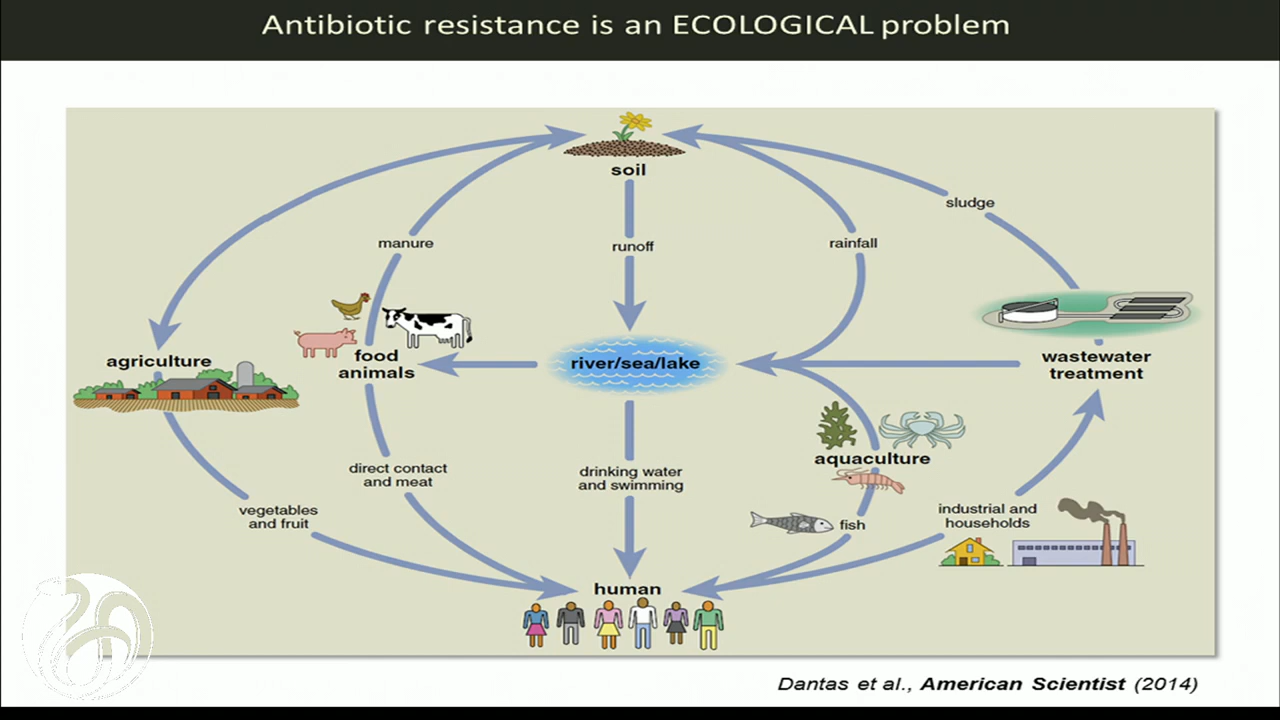 Antibiotic resistance is an ECOLOGICAL problem
soil
sludge
manure
runoff
rainfall
agriculture
food
animals
river/sea/lake
wastewater
treatment
aquaculture
direct contact
and meat
drinking water
and swimming
vegetables
and fruit
fish
industrial and
households
human
Dantas et al., American Scientist (2014)